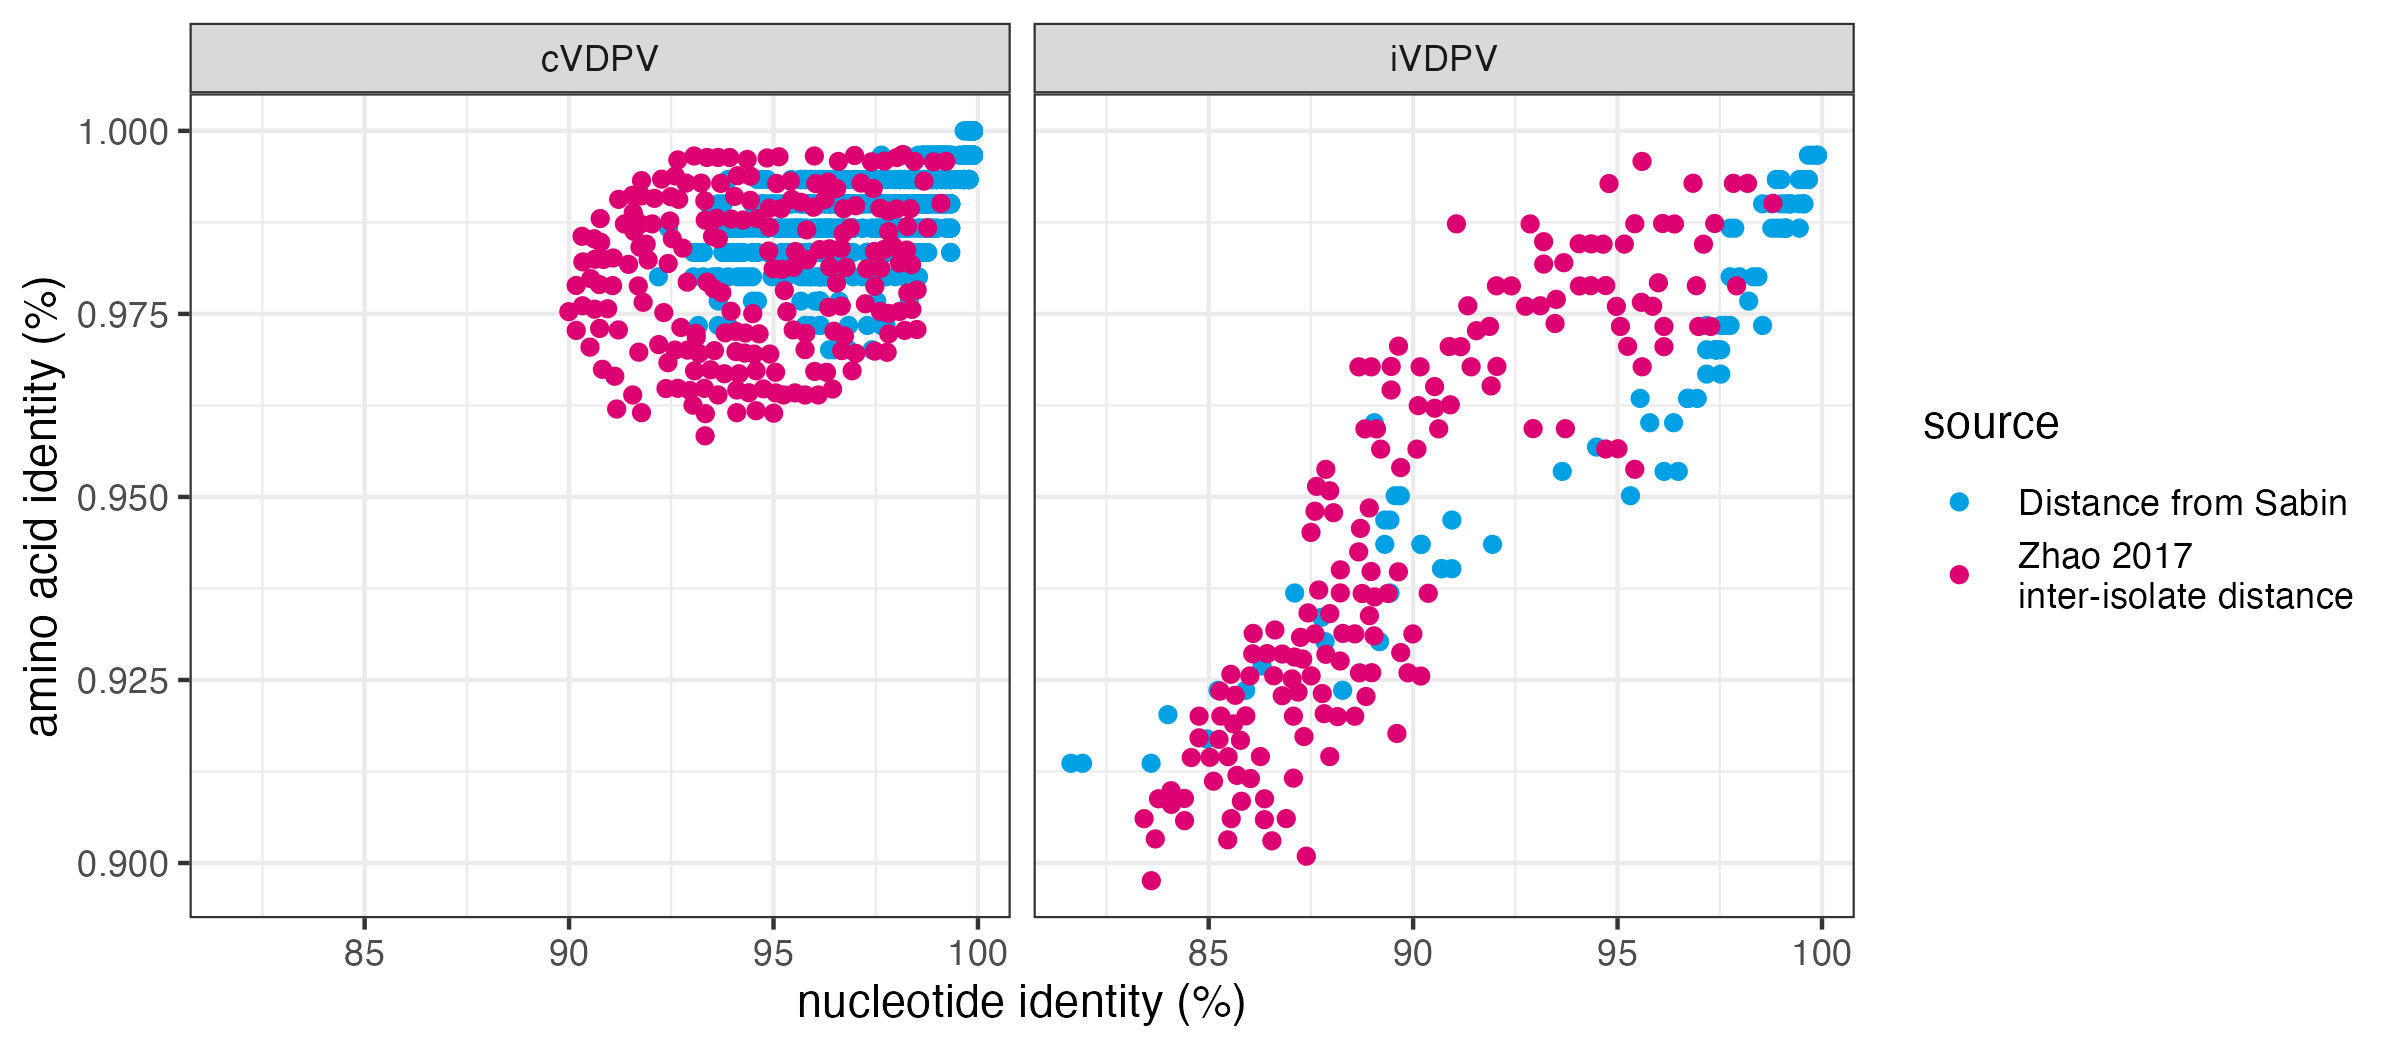 cVDPV
iVDPV
1.000
0.975
0.950
0.925
0.900
amino acid identity (%)
85
90
95
100
85
90
95
100
nucleotide identity (%)
source
Distance from Sabin
Zhao 2017
inter-isolate distance